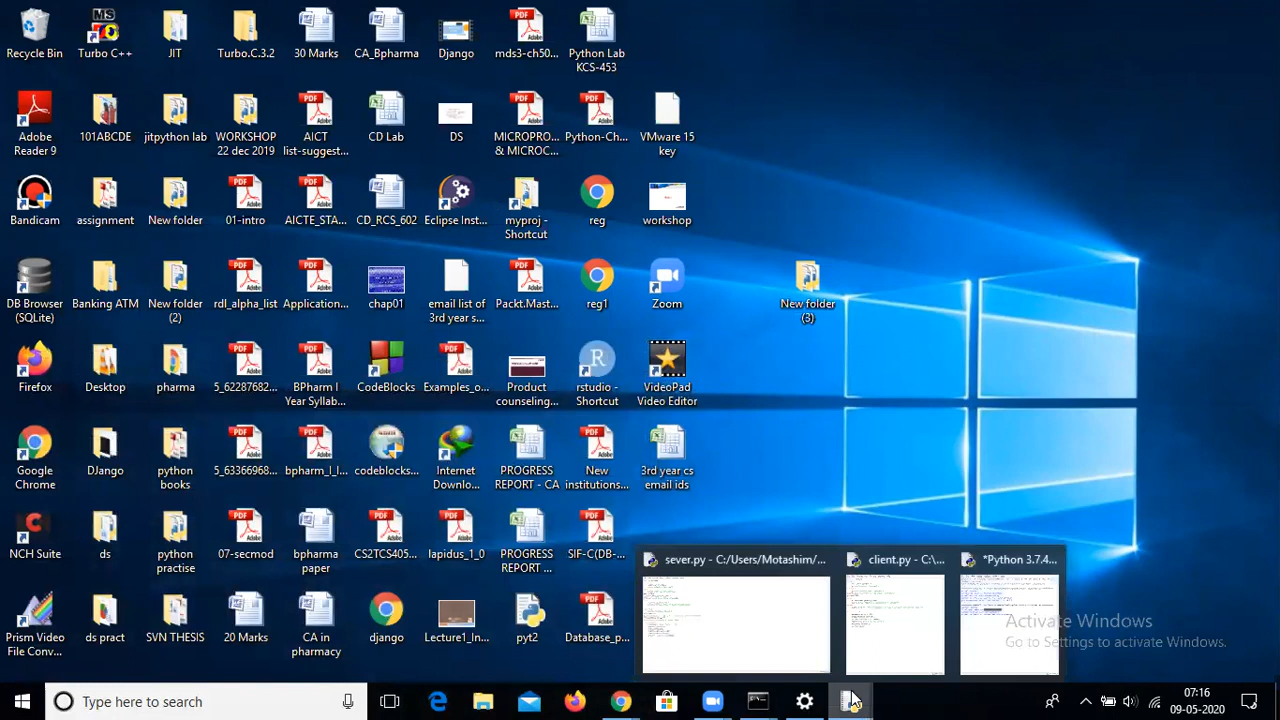 Recycle Bin
MS
Turbo C++
JIT
Turbo.C.3.2
30 Marks
CA_Bpharma
Django
mds3-ch50...
Python Lab
KCS-453
Adobe
Reader 9
101ABCDE
jitpython lab
WORKSHOP
22 dec 2019
AICT
list-suggest...
CD Lab
DS
MICROPRO...
& MICROC...
Python-Ch...
VMware 15
key
Bandicam
assignment
New folder
01-intro
AICTE_STA...
CD_RCS_602
Eclipse Inst...
myproj -
Shortcut
reg
workshop
DB Browser
(SQLite)
Banking ATM
New folder
(2)
rdl_alpha_list
Application...
chap01
email list of
3rd year s...
Packt.Mast...
reg1
Zoom
New folder
(3)
Firefox
Desktop
pharma
5_62287682...
BPharm I
Year Syllab...
CodeBlocks
Examples_o...
Product
counseling...
rstudio -
Shortcut
VideoPad
Video Editor
Google
Chrome
DJango
python
books
5_63366968...
bpharm_I_I...
codeblocks...
Internet
Downlo...
PROGRESS
REPORT - CA
New
institutions...
3rd year cs
email ids
NCH Suite
ds
python
practise
07-secmod
bpharma
paper
CS2TCS405...
lapidus_1_0
PROGRESS
REPORT ...
SIF-C(DB-...
Prism Video
File Conv...
ds pract
SVN THESIS
20 Marks
CA in
pharmacy
django
Lecture1_In...
pyt2
Database_p...
sever.py - C:/Users/Motashim/...
client.py - C:\...
*Python 3.7.4...
Activate Windows
Go to Settings to activate Windows.
Type here to search
07:16
09-05-2020